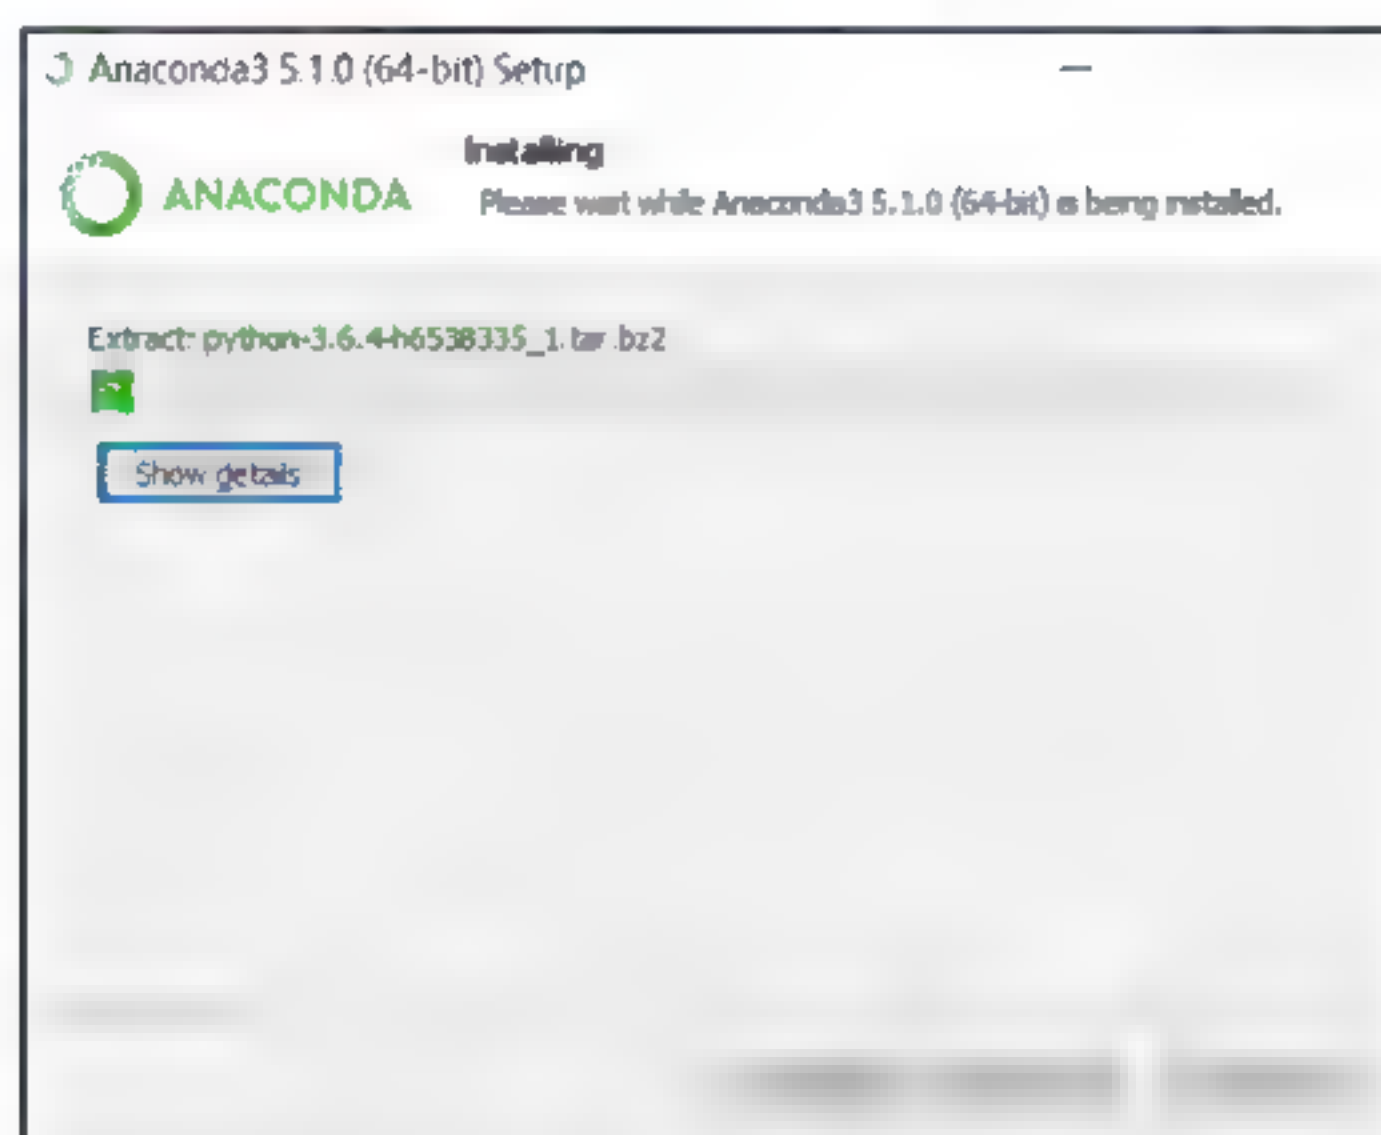 Anaconda3 5.1.0 (64-bit) Setup
ANACONDA
Installing
Please wait while Anaconda3 5.1.0 (64-bit) is being installed.
Extract: python-3.6.4-h6538335_1.tar.bz2
Show details